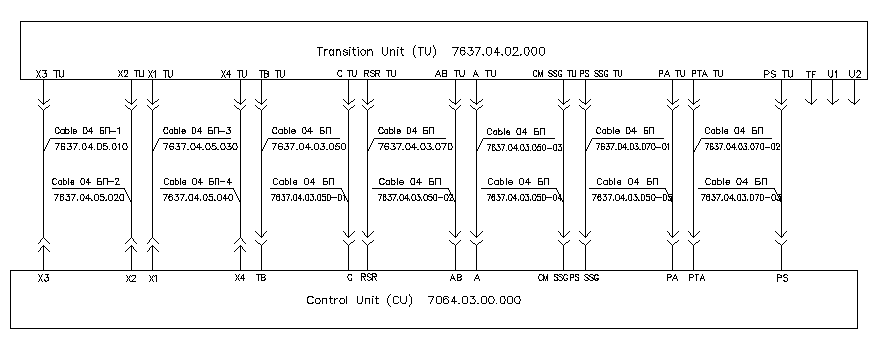 Transition Unit (TU) 7637.04.02.000
X3 TU X2 TU X1 TU X4 TU TB TU C TU RSR TU AB TU A TU CM SSG TU PS SSG TU PA TU PTA TU PS TU TF U1 U2
Cable 04 БП-1 Cable 04 БП-3 Cable 04 БП Cable 04 БП Cable 04 БП Cable 04 БП Cable 04 БП
7637.04.05.010 7637.04.05.030 7637.04.03.050 7637.04.03.070 7637.04.03.050-03 7637.04.03.070-01 7637.04.03.070-02
Cable 04 БП-2 Cable 04 БП-4 Cable 04 БП Cable 04 БП Cable 04 БП Cable 04 БП Cable 04 БП
7637.04.05.020 7637.04.05.040 7637.04.03.050-01 7637.04.03.050-02 7637.04.03.050-04 7637.04.03.050-05 7637.04.03.070-03
X3 X2 X1 X4 TB G RSR AB A CM SSG PS SSG PA PTA PS
Control Unit (CU) 7064.03.00.000